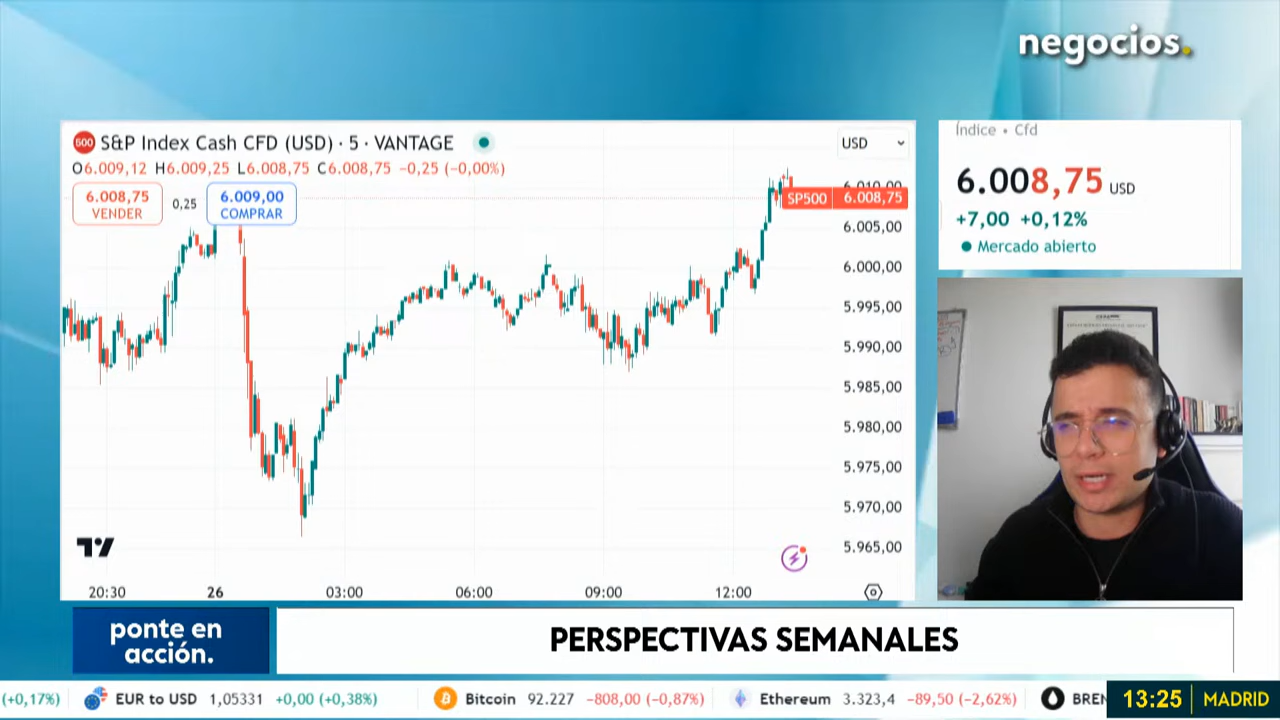 negocios.
500 S&P Index Cash CFD (USD) · 5 · VANTAGE
USD
O6.009,12 H6.009,25 L6.008,75 C6.008,75 −0,25 (−0,00%)
6.008,75
VENDER
0,25
6.009,00
COMPRAR
6.010,00
SP500 6.008,75
6.005,00
6.000,00
5.995,00
5.990,00
5.985,00
5.980,00
5.975,00
5.970,00
5.965,00
20:30 26 03:00 06:00 09:00 12:00
Índice • Cfd
6.008,75 USD
+7,00 +0,12%
Mercado abierto
ponte en
acción.
PERSPECTIVAS SEMANALES
(+0,17%) EUR to USD 1,05331 +0,00 (+0,38%) Bitcoin 92.227 −808,00 (−0,87%) Ethereum 3.323,4 −89,50 (−2,62%) BREN
13:25 MADRID